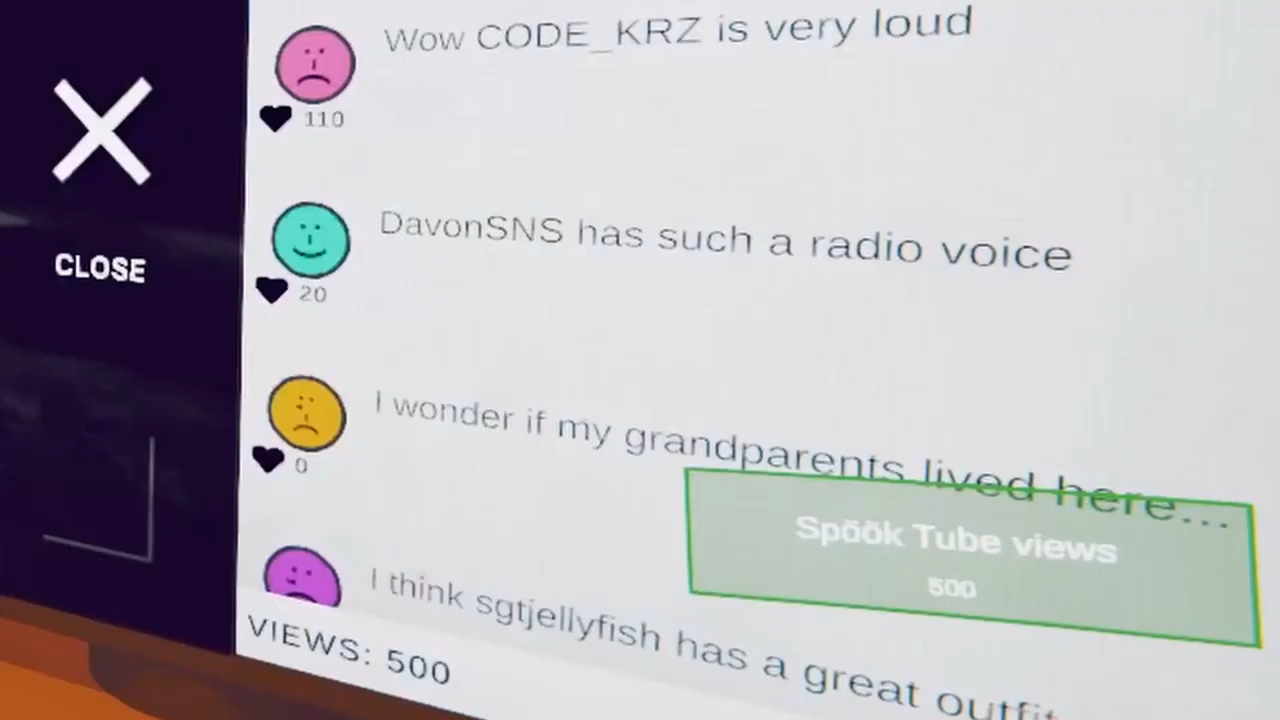 Wow CODE_KRZ is very loud
110
CLOSE
DavonSNS has such a radio voice
20
I wonder if my grandparents lived here...
0
Spöök Tube views
500
I think sgtjellyfish has a great outfit
VIEWS: 500